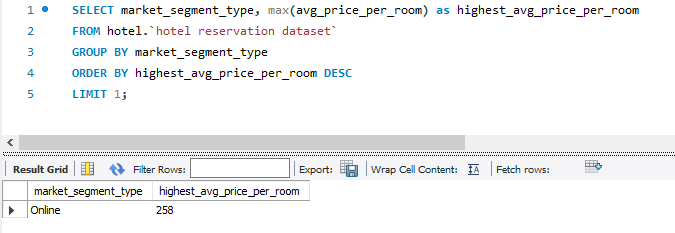 1 SELECT market_segment_type, max(avg_price_per_room) as highest_avg_price_per_room
2 FROM hotel.`hotel reservation dataset`
3 GROUP BY market_segment_type
4 ORDER BY highest_avg_price_per_room DESC
5 LIMIT 1;
Result Grid Filter Rows: Export: Wrap Cell Content: Fetch rows:
market_segment_type highest_avg_price_per_room
Online 258